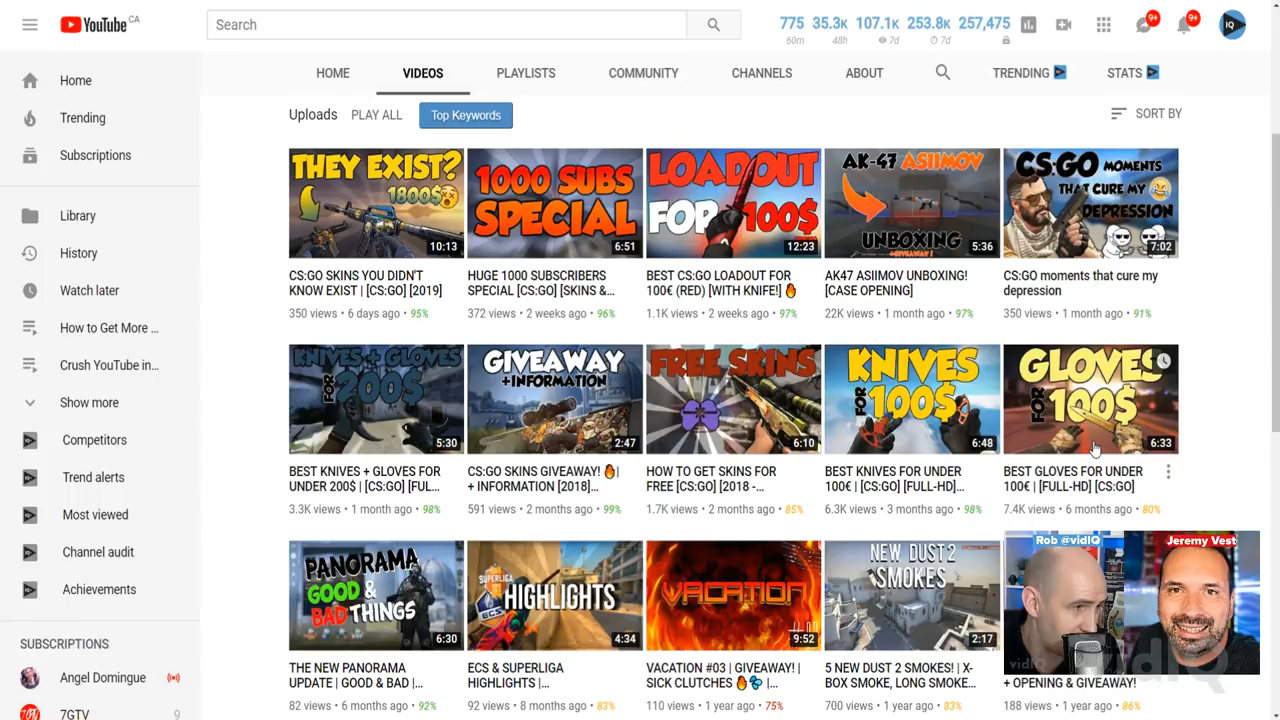 YouTube CA
Search
775 35.3K 107.1K 253.8K 257,475
60m 48h 7d 7d
9+ 9+
IQ
Home
Trending
Subscriptions
Library
History
Watch later
How to Get More ...
Crush YouTube in...
Show more
Competitors
Trend alerts
Most viewed
Channel audit
Achievements
SUBSCRIPTIONS
Angel Domingue
7GTV 9
HOME VIDEOS PLAYLISTS COMMUNITY CHANNELS ABOUT TRENDING STATS
Uploads PLAY ALL Top Keywords SORT BY
THEY EXIST?
1800$
10:13
CS:GO SKINS YOU DIDN'T
KNOW EXIST | [CS:GO] [2019]
350 views • 6 days ago • 95%
1000 SUBS
SPECIAL
6:51
HUGE 1000 SUBSCRIBERS
SPECIAL [CS:GO] [SKINS &...
372 views • 2 weeks ago • 96%
LOADOUT
FOR 100$
12:23
BEST CS:GO LOADOUT FOR
100€ (RED) [WITH KNIFE!] 🔥
1.1K views • 2 weeks ago • 97%
AK-47 ASIIMOV
UNBOXING
+GIVEAWAY!
5:36
AK47 ASIIMOV UNBOXING!
[CASE OPENING]
22K views • 1 month ago • 97%
CS:GO MOMENTS
THAT CURE MY
DEPRESSION
7:02
CS:GO moments that cure my
depression
350 views • 1 month ago • 91%
KNIVES + GLOVES
FOR 200$
5:30
BEST KNIVES + GLOVES FOR
UNDER 200$ | [CS:GO] [FUL...
3.3K views • 1 month ago • 98%
GIVEAWAY
+INFORMATION
2:47
CS:GO SKINS GIVEAWAY! 🔥 |
+ INFORMATION [2018]...
591 views • 2 months ago • 99%
FREE SKINS
6:10
HOW TO GET SKINS FOR
FREE [CS:GO] [2018 -...
1.7K views • 2 months ago • 85%
KNIVES
FOR 100$
6:48
BEST KNIVES FOR UNDER
100€ | [CS:GO] [FULL-HD]...
6.3K views • 3 months ago • 98%
GLOVES
FOR 100$
6:33
BEST GLOVES FOR UNDER
100€ | [FULL-HD] [CS:GO]
7.4K views • 6 months ago • 80%
PANORAMA
GOOD &
BAD THINGS
6:30
THE NEW PANORAMA
UPDATE | GOOD & BAD |...
82 views • 6 months ago • 92%
SUPERLIGA
ECS & HIGHLIGHTS
4:34
ECS & SUPERLIGA
HIGHLIGHTS |...
92 views • 8 months ago • 83%
VACATION
9:52
VACATION #03 | GIVEAWAY! |
SICK CLUTCHES 🔥💦 |...
110 views • 1 year ago • 75%
NEW DUST 2
SMOKES
2:17
5 NEW DUST 2 SMOKES! | X-
BOX SMOKE, LONG SMOKE...
700 views • 1 year ago • 83%
Rob @vidIQ Jeremy Vest
vidIQ
+ OPENING & GIVEAWAY!
188 views • 1 year ago • 86%